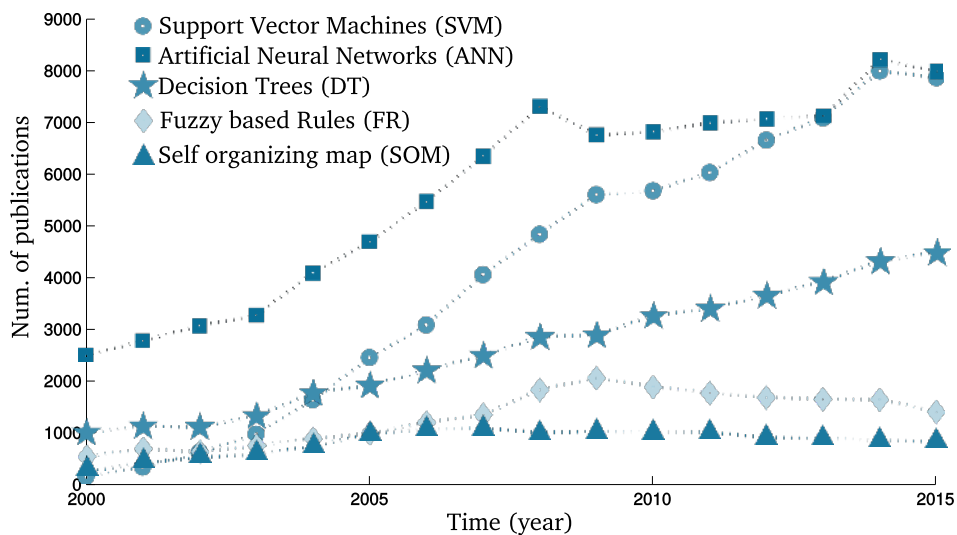 9000
Support Vector Machines (SVM)
Artificial Neural Networks (ANN)
8000
Decision Trees (DT)
7000
Fuzzy based Rules (FR)
Self organizing map (SOM)
6000
5000
4000
3000
2000
1000
0
Num. of publications
2000 2005 2010 2015
Time (year)